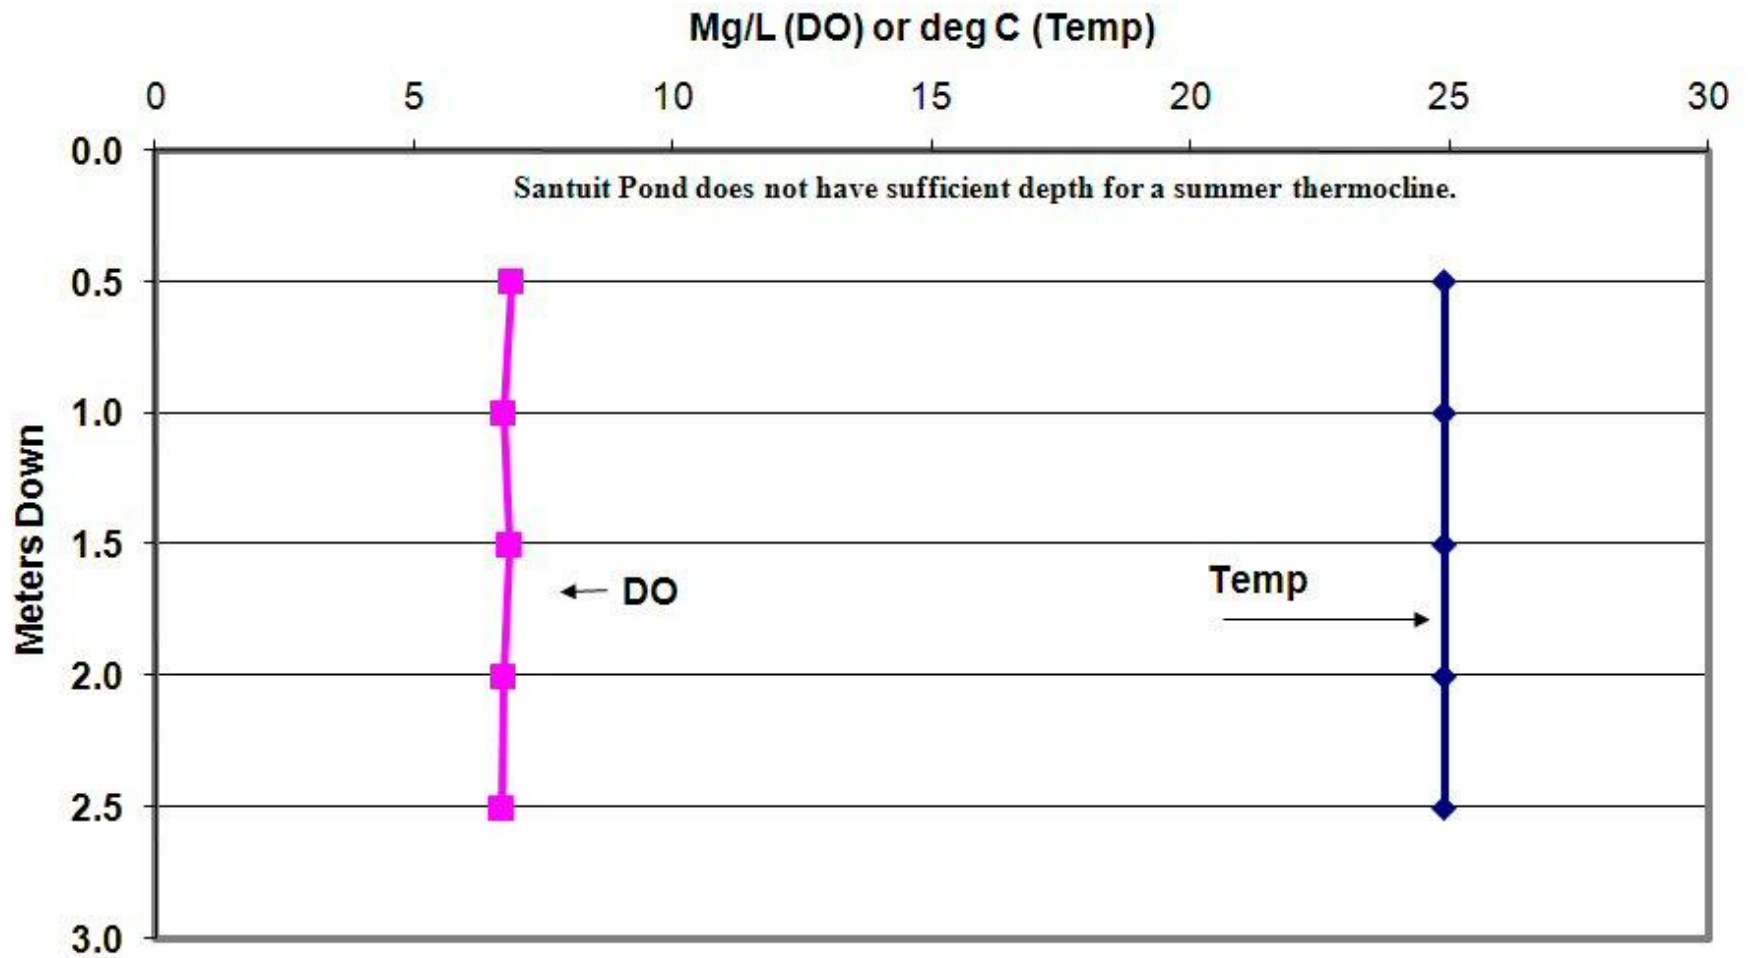 Mg/L (DO) or deg C (Temp)
0 5 10 15 20 25 30
0.0
Santuit Pond does not have sufficient depth for a summer thermocline.
0.5
1.0
Meters Down
1.5
Temp
DO
2.0
2.5
3.0